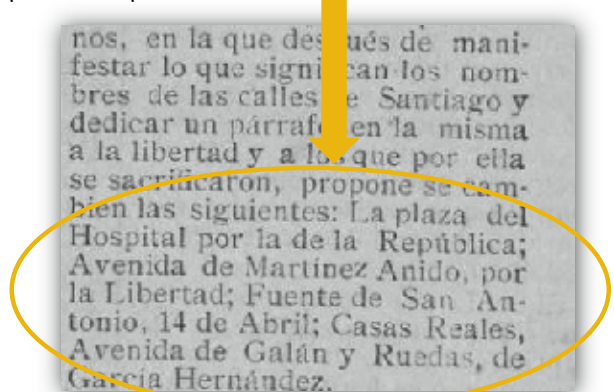 nos, en la que después de mani-
festar lo que significan los nom-
bres de las calles de Santiago y
dedicar un párrafo en la misma
a la libertad y a los que por ella
se sacrificaron, propone se cam-
bien las siguientes: La plaza del
Hospital por la de la República;
Avenida de Martínez Anido, por
la Libertad; Fuente de San An-
tonio, 14 de Abril; Casas Reales,
Avenida de Galán y Ruedas, de
García Hernández.